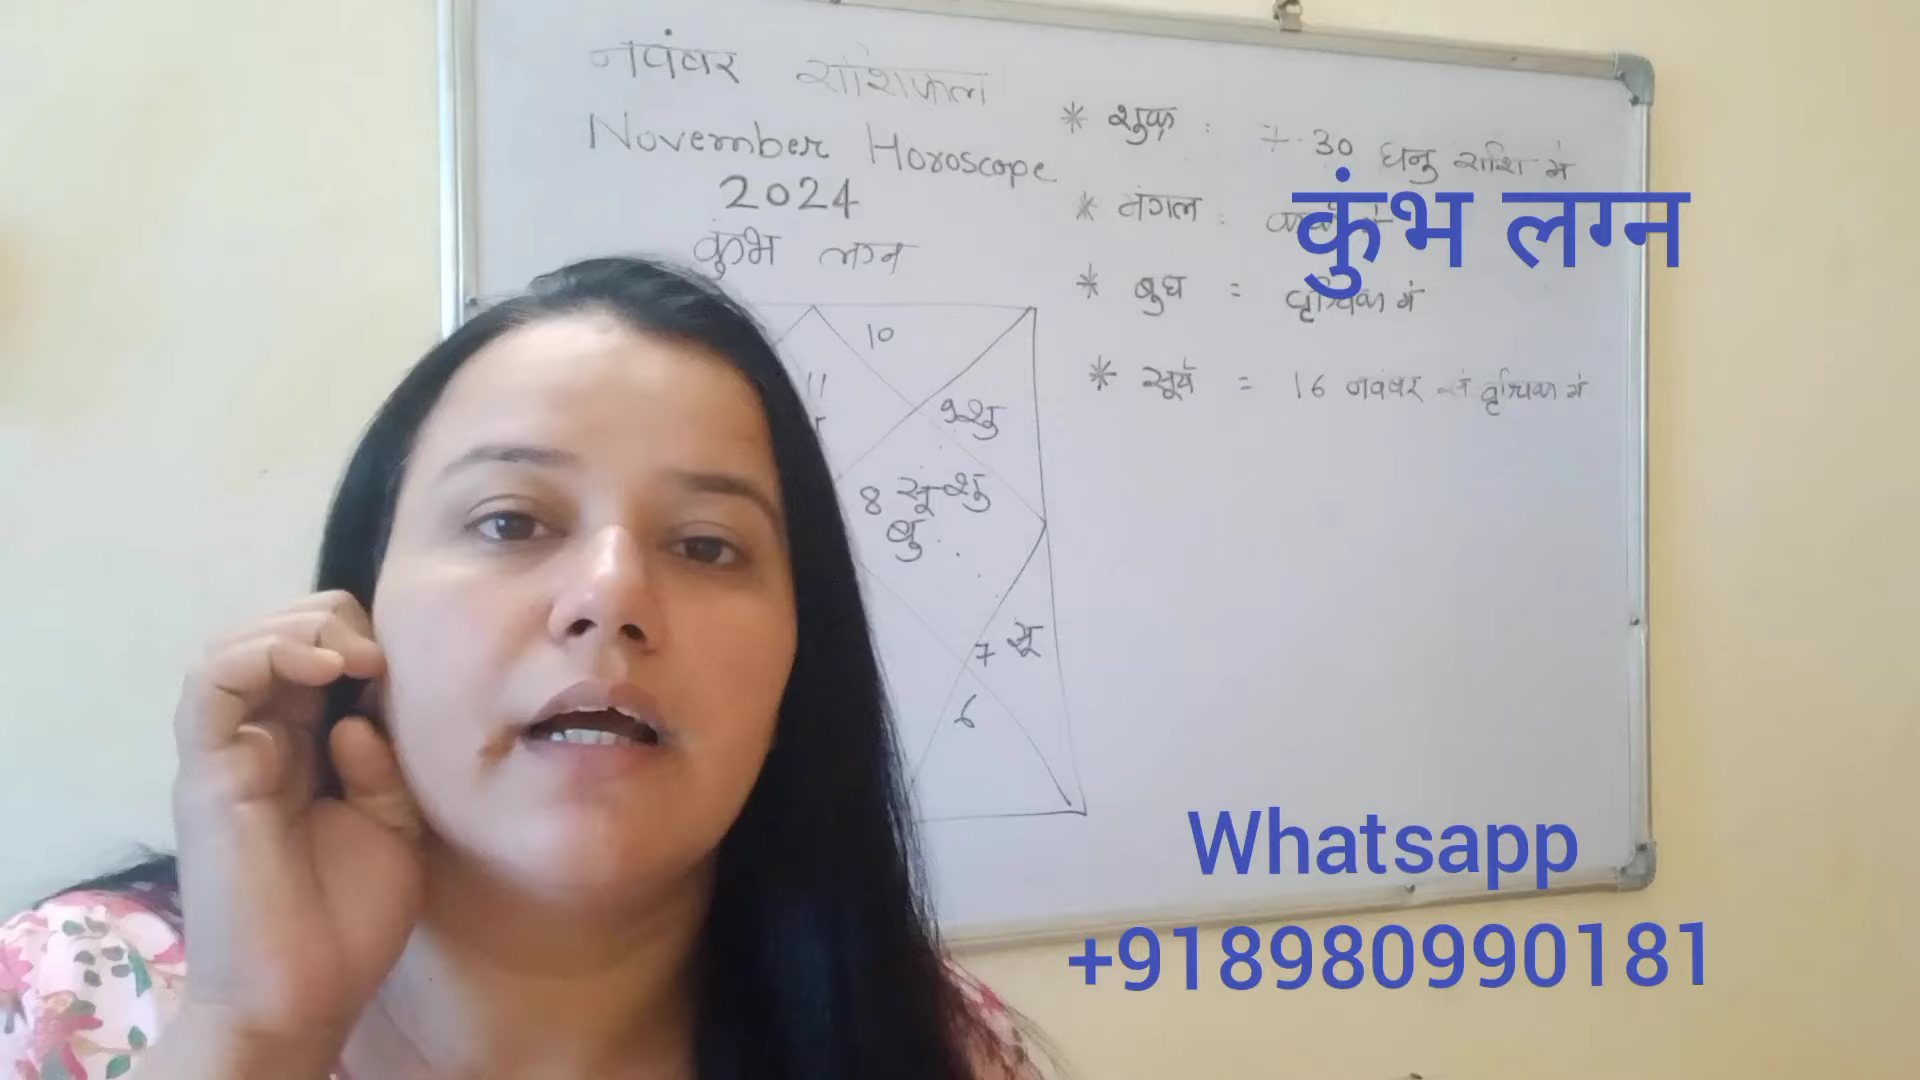 नवंबर राशिफल
November Horoscope
2024
कुंभ लग्न
* शुक्र : 7-30 धनु राशि में
* मंगल :
* बुध = वृश्चिक में
* सूर्य = 16 नवंबर से वृश्चिक में
कुंभ लग्न
10
11
9 शु
8 सू शु
बु
7 सू
6
Whatsapp
+918980990181